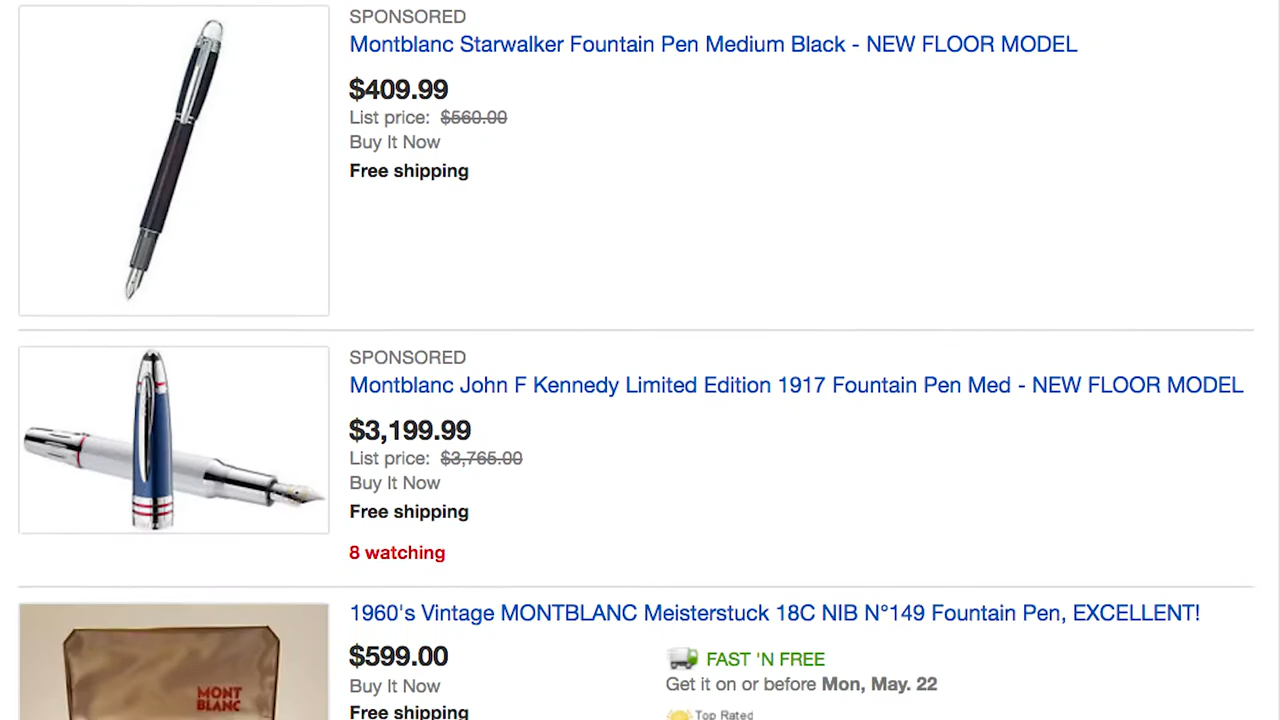 SPONSORED
Montblanc Starwalker Fountain Pen Medium Black - NEW FLOOR MODEL
$409.99
List price: $560.00
Buy It Now
Free shipping
SPONSORED
Montblanc John F Kennedy Limited Edition 1917 Fountain Pen Med - NEW FLOOR MODEL
$3,199.99
List price: $3,765.00
Buy It Now
Free shipping
8 watching
1960's Vintage MONTBLANC Meisterstuck 18C NIB N°149 Fountain Pen, EXCELLENT!
$599.00
Buy It Now
Free shipping
FAST 'N FREE
Get it on or before Mon, May. 22
Top Rated
MONT
BLANC